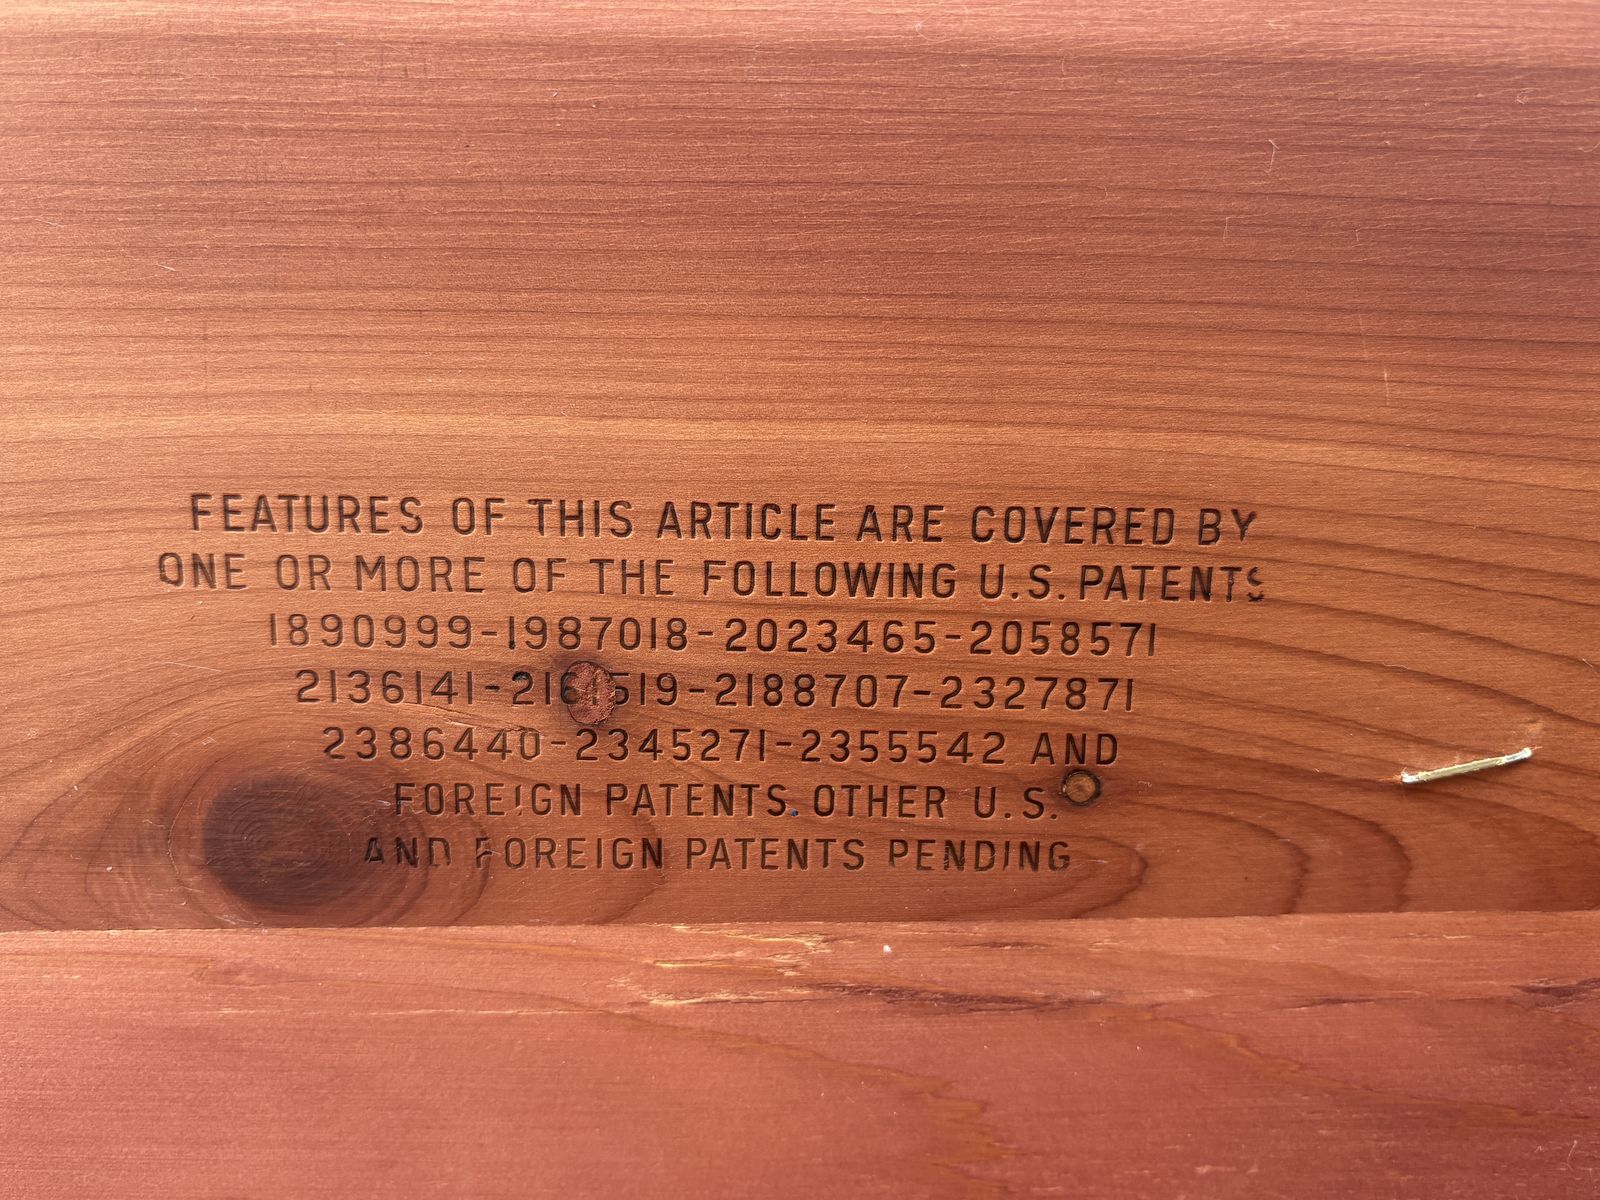 FEATURES OF THIS ARTICLE ARE COVERED BY
ONE OR MORE OF THE FOLLOWING U.S. PATENTS
1890999-1987018-2023465-2058571
2136141-2161519-2188707-2327871
2386440-2345271-2355542 AND
FOREIGN PATENTS. OTHER U.S.
AND FOREIGN PATENTS PENDING